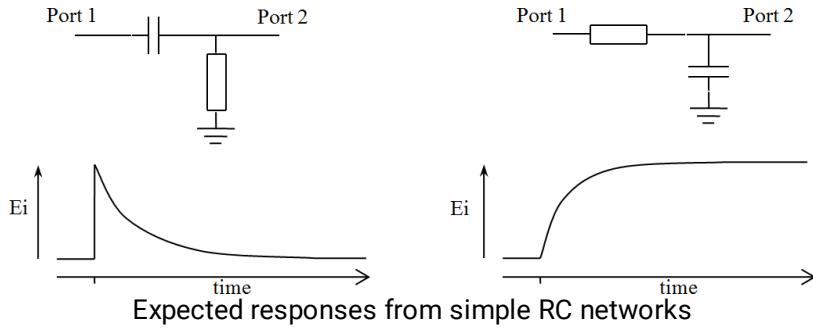 Port 1
Port 2
Port 1
Port 2
Ei
Ei
time
time
Expected responses from simple RC networks